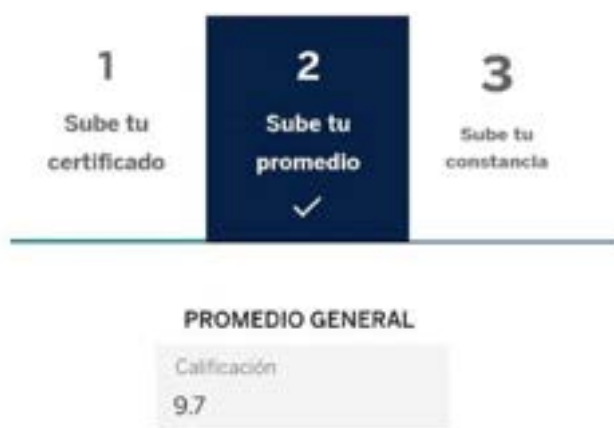 1
Sube tu
certificado
2
Sube tu
promedio
3
Sube tu
constancia
PROMEDIO GENERAL
Calificación
9.7